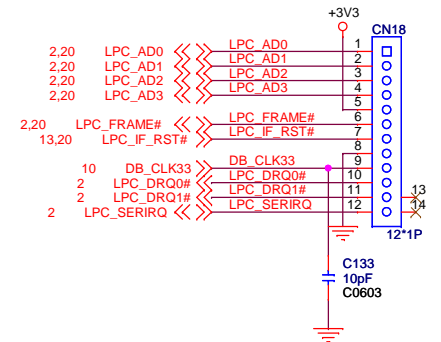 +3V3
CN18
2,20 LPC_AD0 LPC_AD0 1
2,20 LPC_AD1 LPC_AD1 2
2,20 LPC_AD2 LPC_AD2 3
2,20 LPC_AD3 LPC_AD3 4
5
2,20 LPC_FRAME# LPC_FRAME# 6
13,20 LPC_IF_RST# LPC_IF_RST# 7
8
10 DB_CLK33 DB_CLK33 9
2 LPC_DRQ0# LPC_DRQ0# 10
2 LPC_DRQ1# LPC_DRQ1# 11 13
2 LPC_SERIRQ LPC_SERIRQ 12 14
12*1P
C133
10pF
C0603